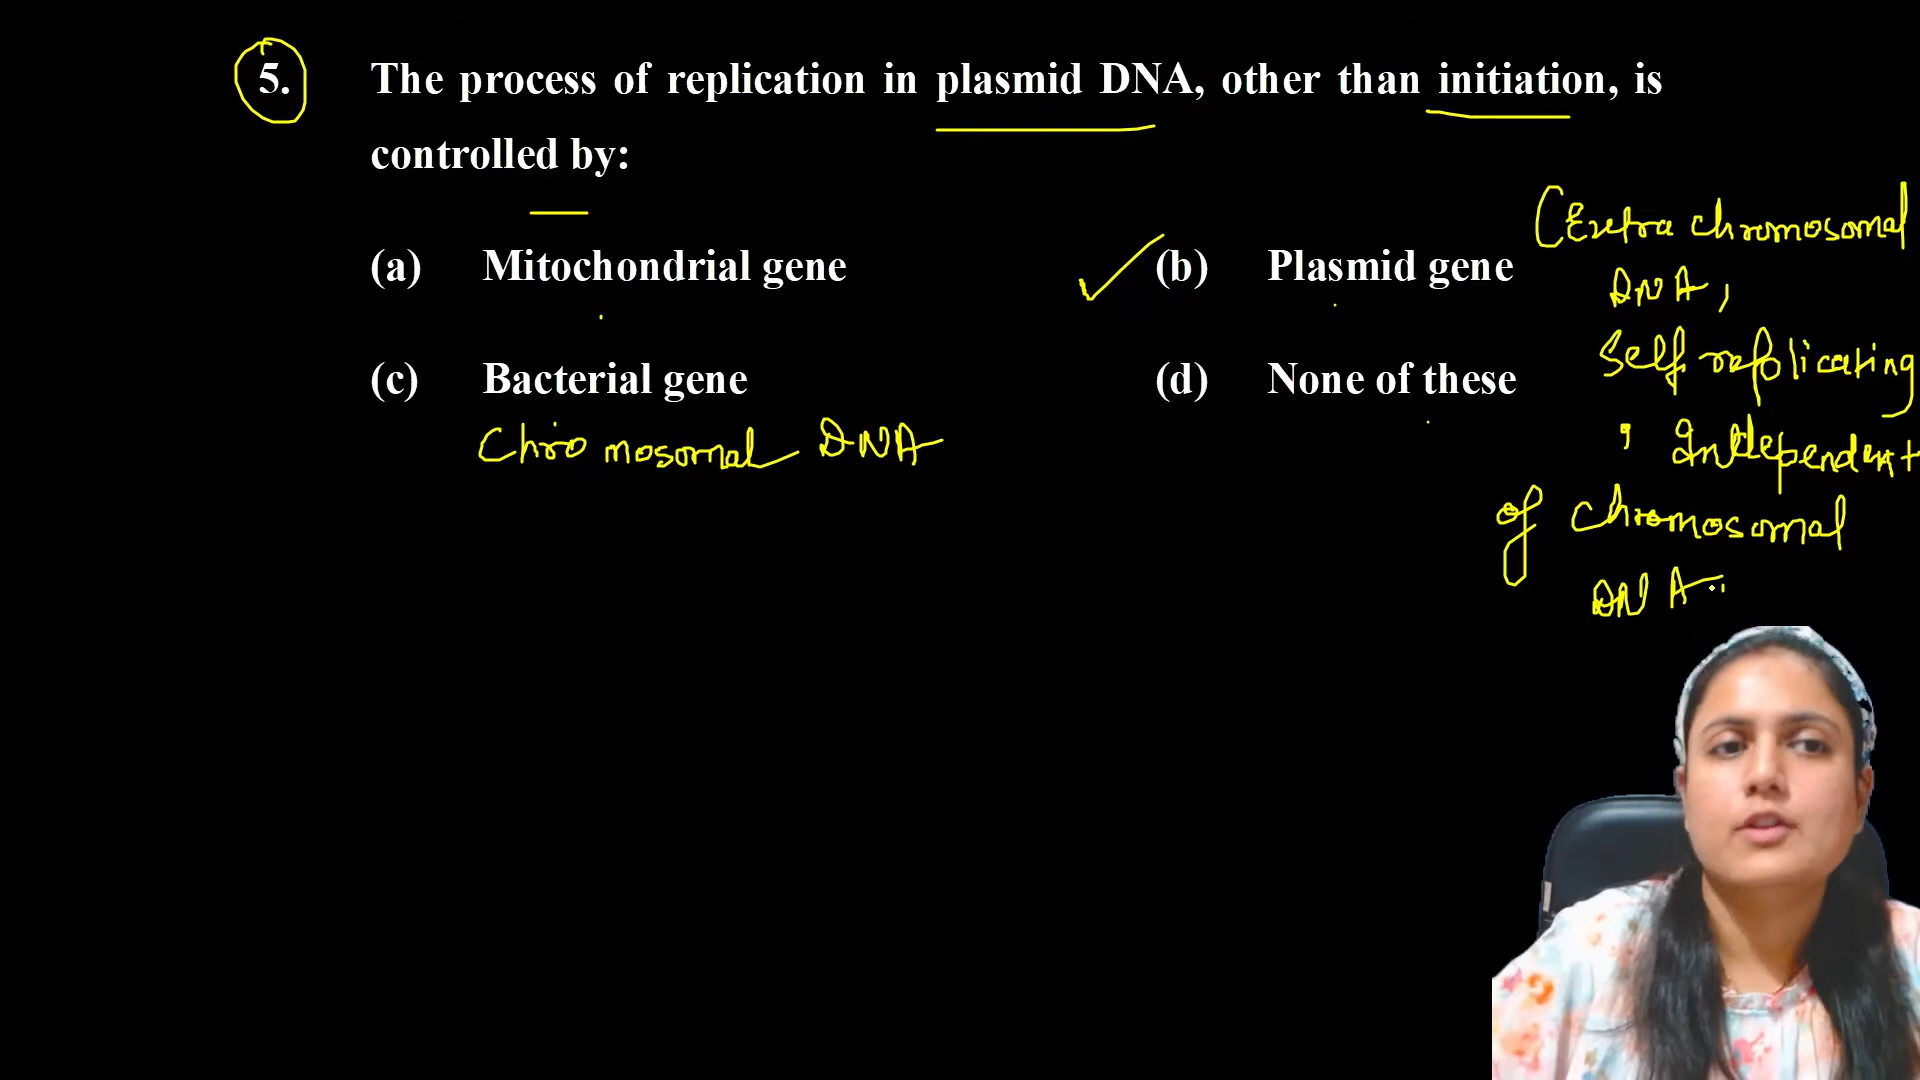 5. The process of replication in plasmid DNA, other than initiation, is
controlled by:
(a) Mitochondrial gene
(b) Plasmid gene
(Extra chromosomal
DNA,
Self replicating
, Independent
of chromosomal
DNA
(c) Bacterial gene
Chromosomal DNA
(d) None of these